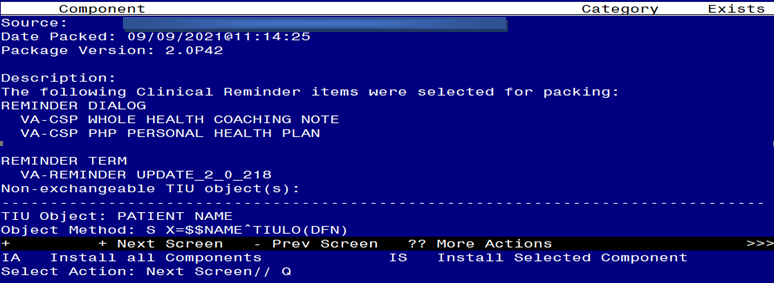 Component Category Exists
Source:
Date Packed: 09/09/2021@11:14:25
Package Version: 2.0P42
Description:
The following Clinical Reminder items were selected for packing:
REMINDER DIALOG
VA-CSP WHOLE HEALTH COACHING NOTE
VA-CSP PHP PERSONAL HEALTH PLAN
REMINDER TERM
VA-REMINDER UPDATE_2_0_218
Non-exchangeable TIU object(s):
--------------------------------------------------------------------------------
TIU Object: PATIENT NAME
Object Method: S X=$$NAME^TIULO(DFN)
+ + Next Screen - Prev Screen ?? More Actions >>>
IA Install all Components IS Install Selected Component
Select Action: Next Screen// Q